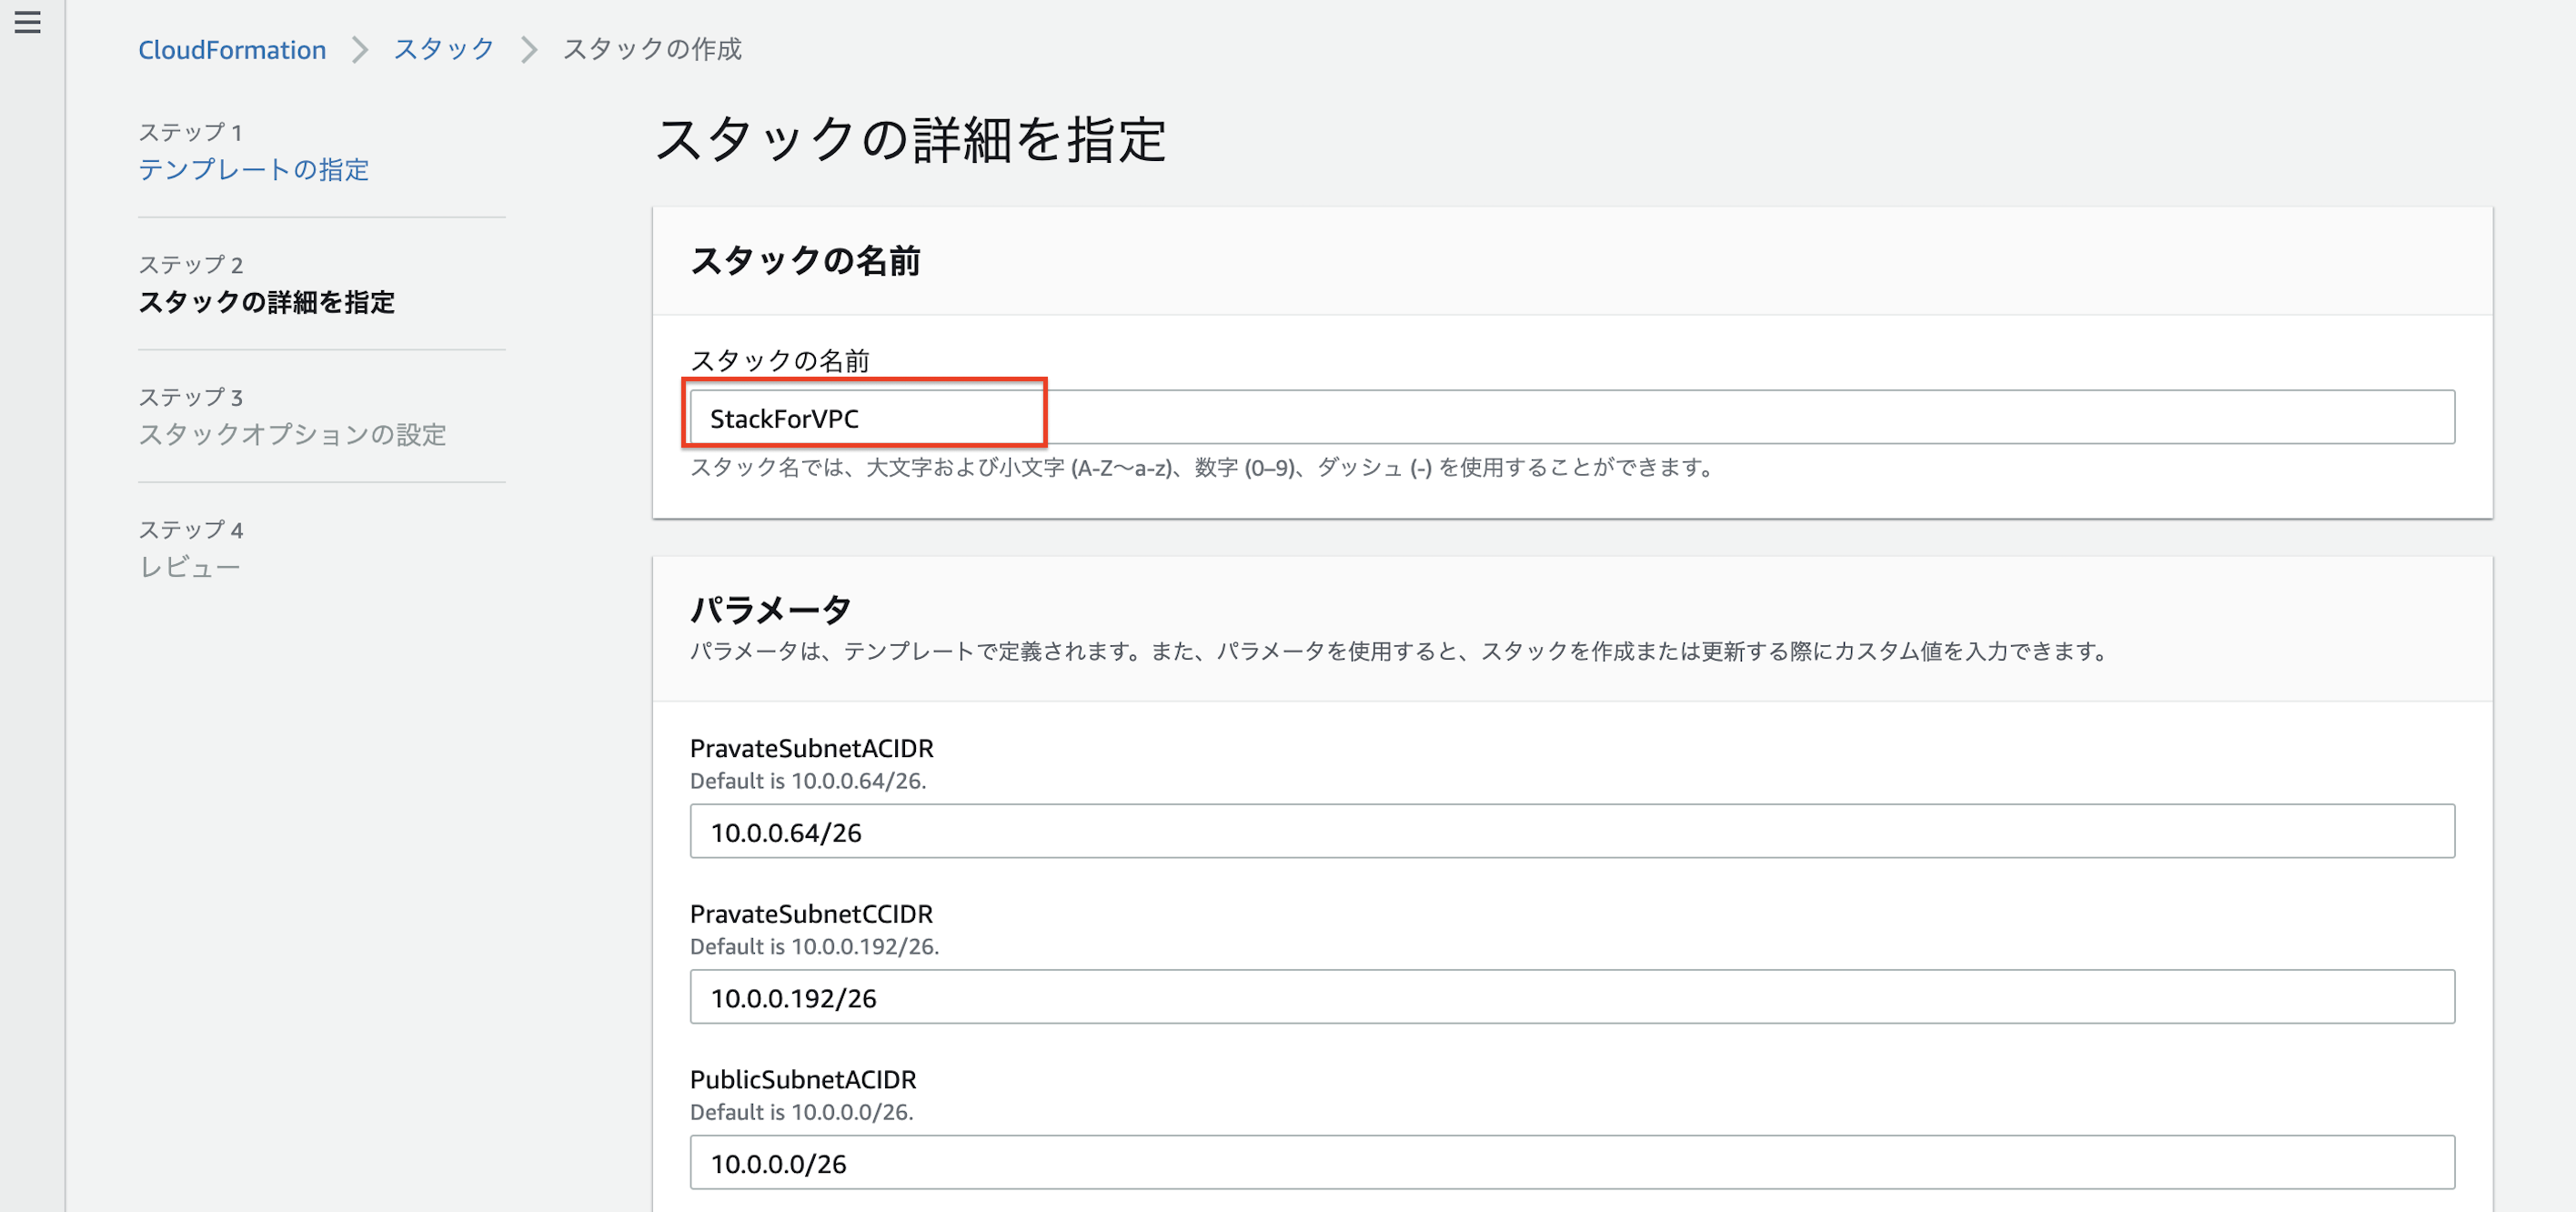 CloudFormation > スタック > スタックの作成
ステップ 1
テンプレートの指定
ステップ 2
スタックの詳細を指定
ステップ 3
スタックオプションの設定
ステップ 4
レビュー
スタックの詳細を指定
スタックの名前
スタックの名前
StackForVPC
スタック名では、大文字および小文字 (A-Z〜a-z)、数字 (0–9)、ダッシュ (-) を使用することができます。
パラメータ
パラメータは、テンプレートで定義されます。また、パラメータを使用すると、スタックを作成または更新する際にカスタム値を入力できます。
PravateSubnetACIDR
Default is 10.0.0.64/26.
10.0.0.64/26
PravateSubnetCCIDR
Default is 10.0.0.192/26.
10.0.0.192/26
PublicSubnetACIDR
Default is 10.0.0.0/26.
10.0.0.0/26